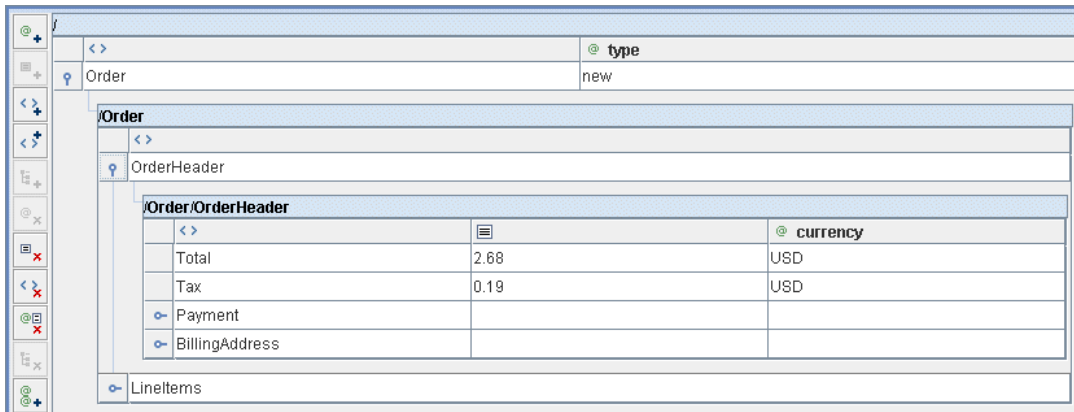 /
< > @ type
Order new
/Order
< >
OrderHeader
/Order/OrderHeader
< > @ currency
Total 2.68 USD
Tax 0.19 USD
Payment
BillingAddress
LineItems